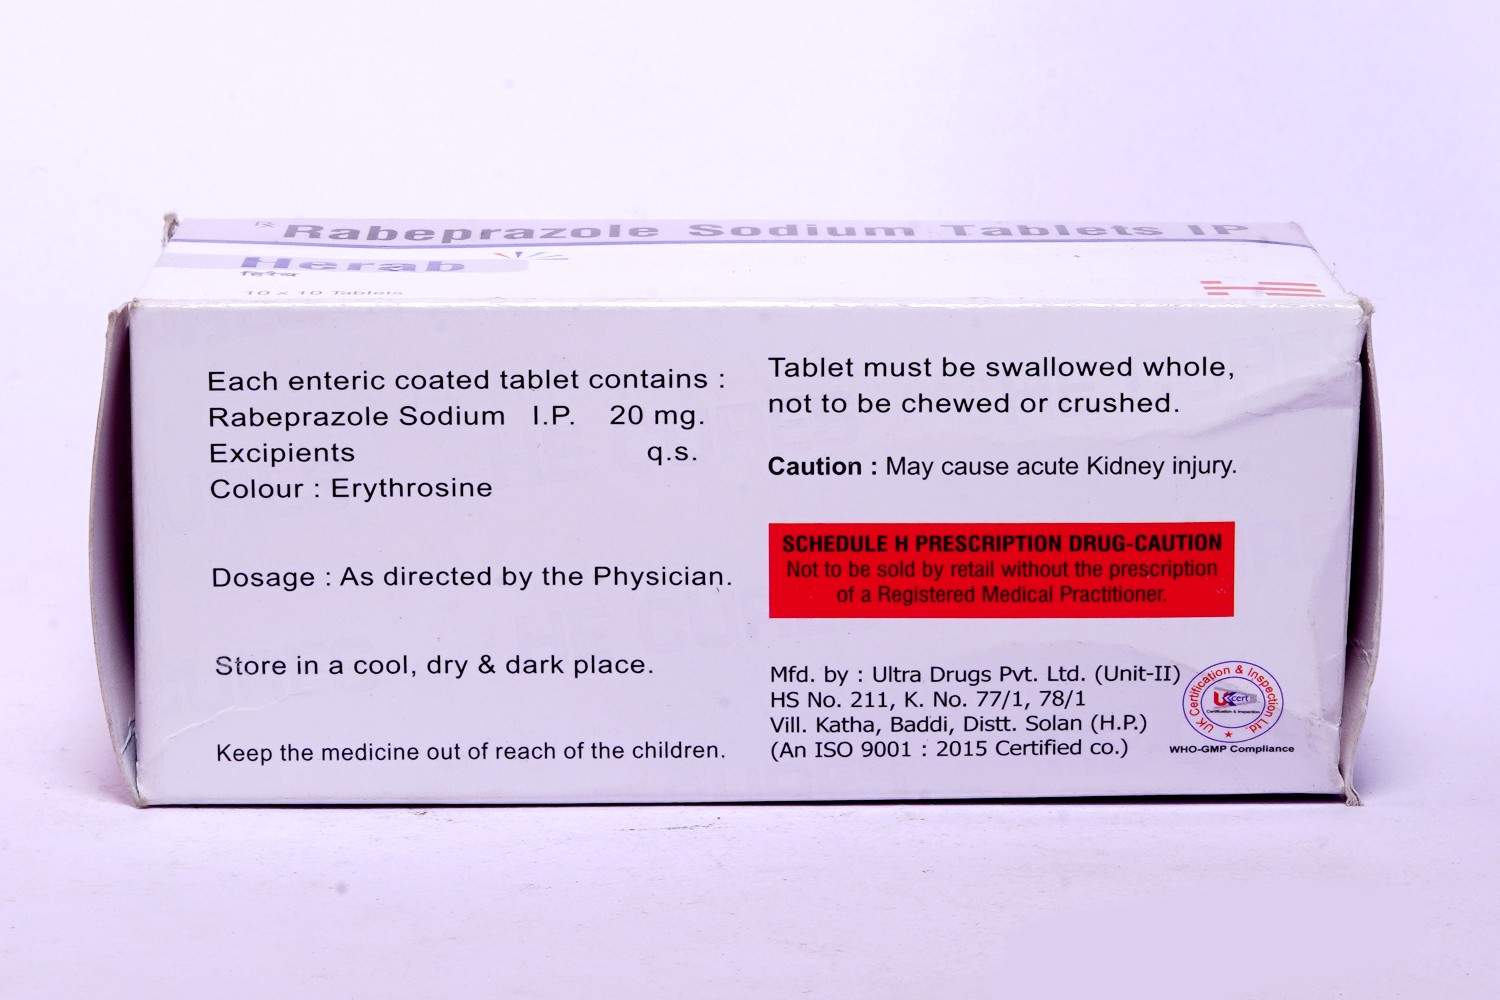 Rx Rabeprazole Sodium Tablets IP
Herab
हिरैब
10 x 10 Tablets
Each enteric coated tablet contains :
Rabeprazole Sodium I.P. 20 mg.
Excipients q.s.
Colour : Erythrosine
Dosage : As directed by the Physician.
Store in a cool, dry & dark place.
Keep the medicine out of reach of the children.
Tablet must be swallowed whole,
not to be chewed or crushed.
Caution : May cause acute Kidney injury.
SCHEDULE H PRESCRIPTION DRUG-CAUTION
Not to be sold by retail without the prescription
of a Registered Medical Practitioner.
Mfd. by : Ultra Drugs Pvt. Ltd. (Unit-II)
HS No. 211, K. No. 77/1, 78/1
Vill. Katha, Baddi, Distt. Solan (H.P.)
(An ISO 9001 : 2015 Certified co.)
UK Certification & Inspection Ltd
UKcert
Certification & Inspection
WHO-GMP Compliance